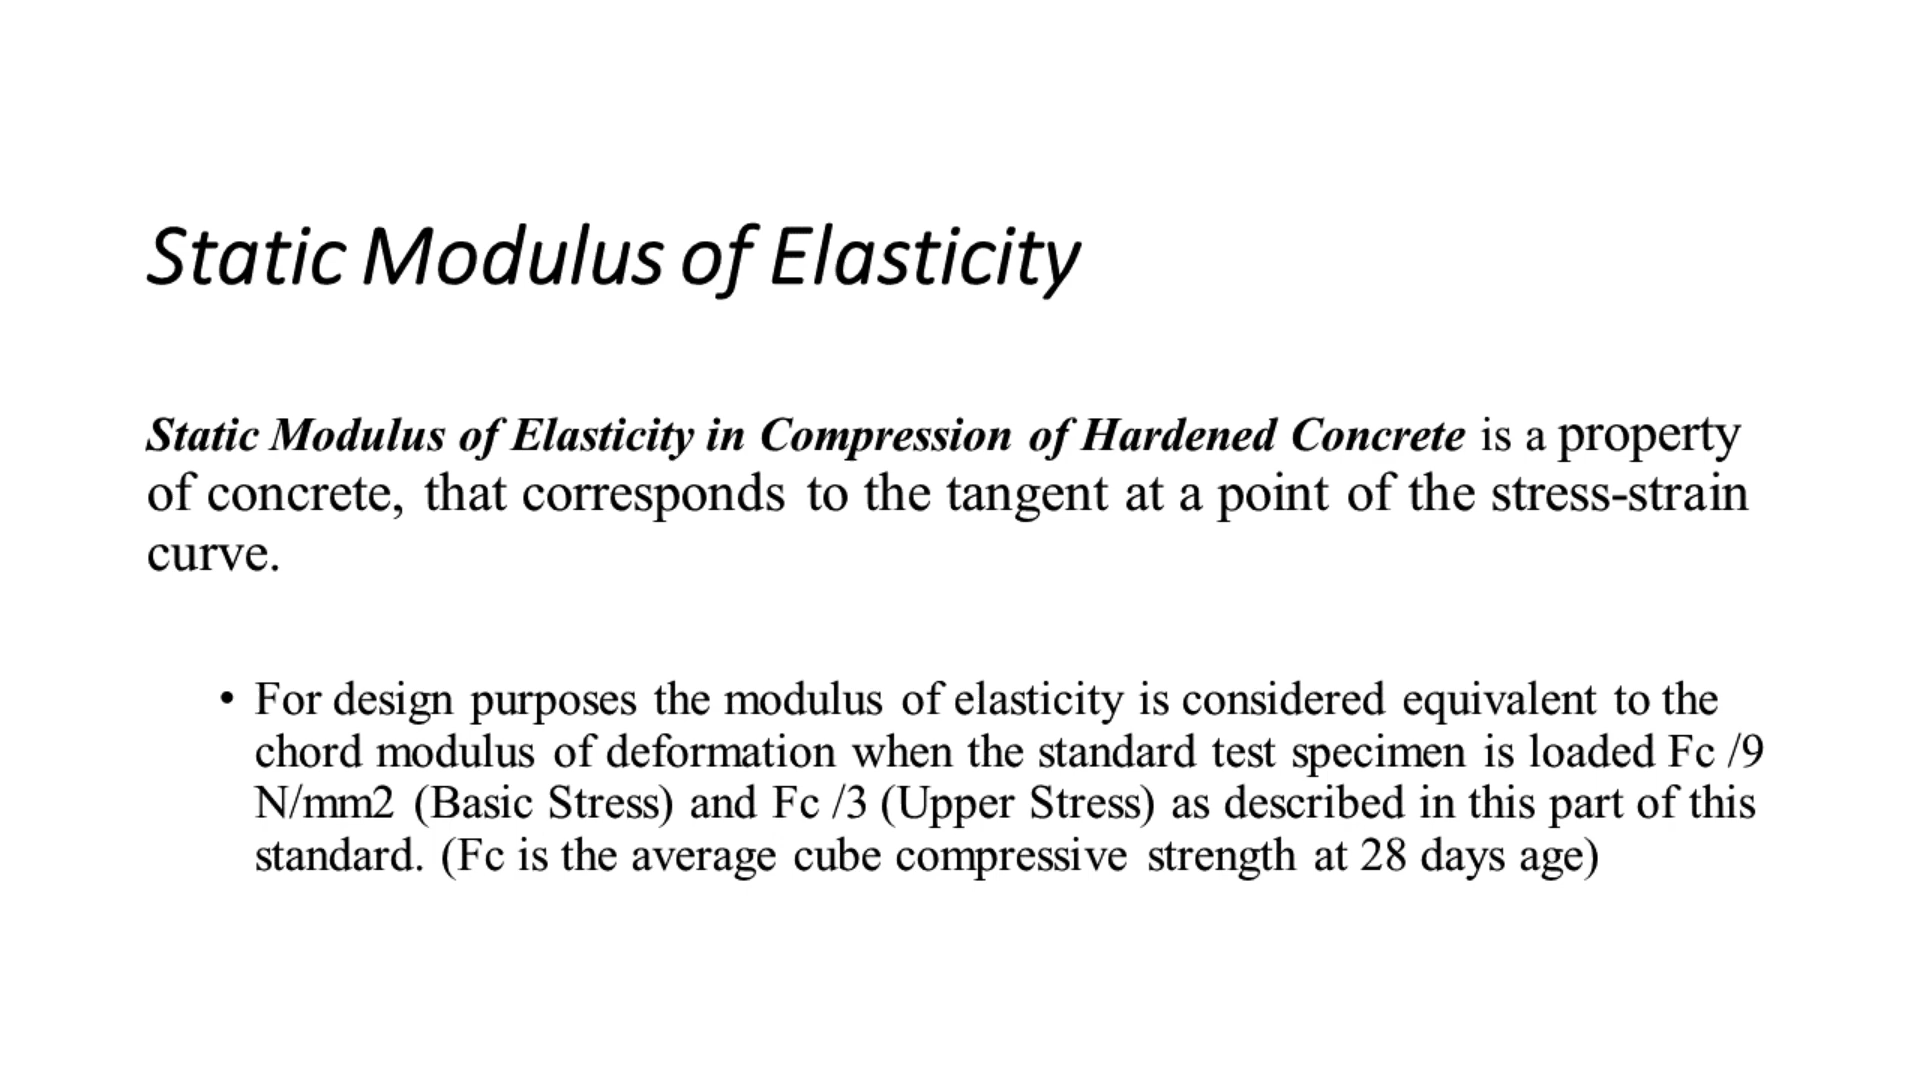 Static Modulus of Elasticity
Static Modulus of Elasticity in Compression of Hardened Concrete is a property
of concrete, that corresponds to the tangent at a point of the stress-strain
curve.
• For design purposes the modulus of elasticity is considered equivalent to the
chord modulus of deformation when the standard test specimen is loaded Fc /9
N/mm2 (Basic Stress) and Fc /3 (Upper Stress) as described in this part of this
standard. (Fc is the average cube compressive strength at 28 days age)